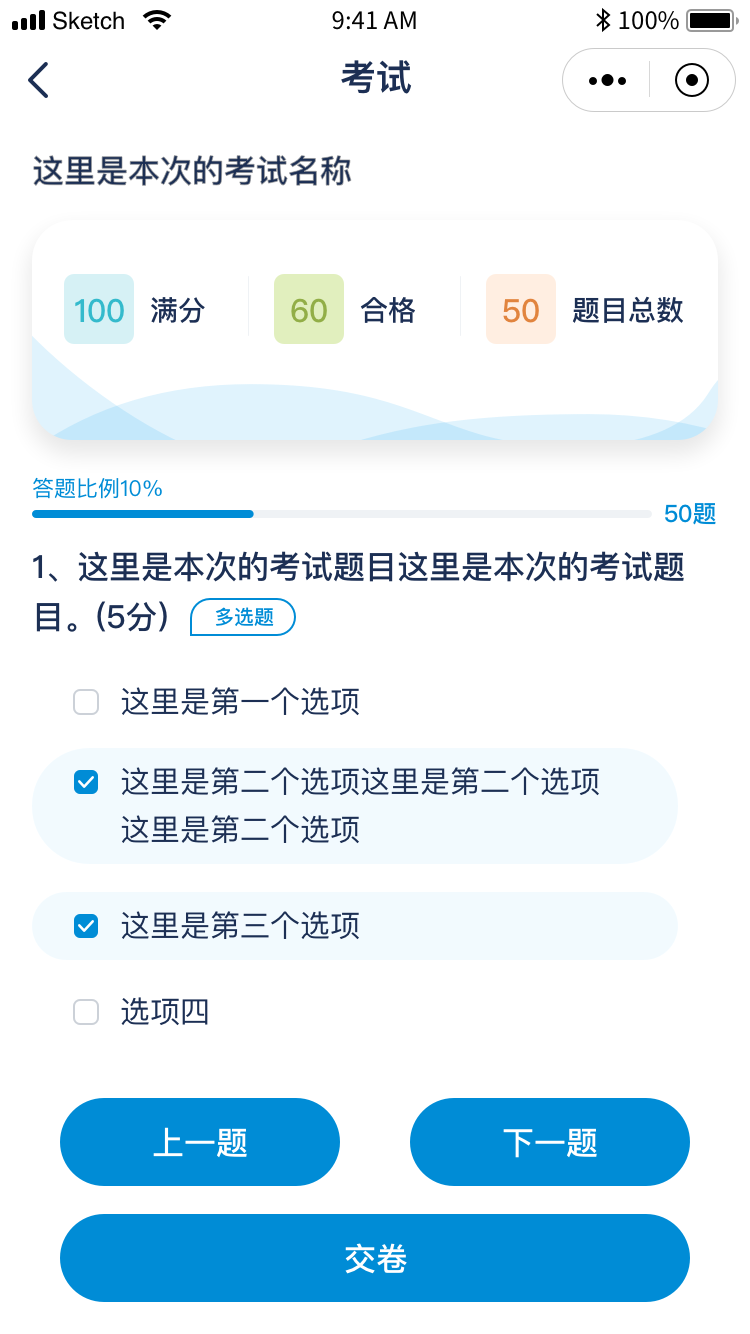 Sketch 9:41 AM 100%
考试
这里是本次的考试名称
100 满分 60 合格 50 题目总数
答题比例10%
50题
1、这里是本次的考试题目这里是本次的考试题
目。(5分) 多选题
这里是第一个选项
这里是第二个选项这里是第二个选项
这里是第二个选项
这里是第三个选项
选项四
上一题 下一题
交卷